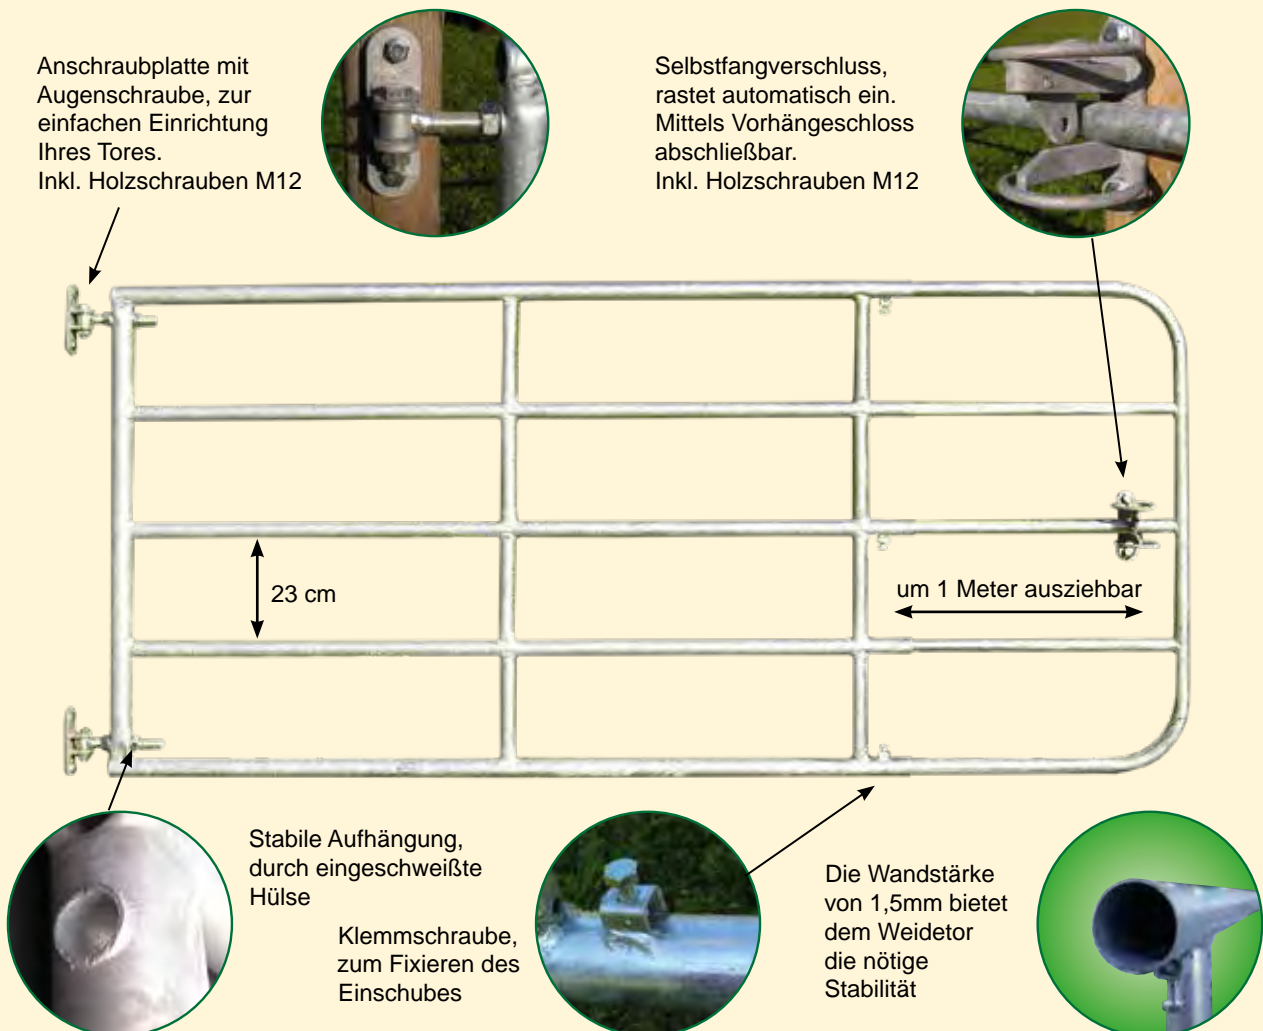 Anschraubplatte mit
Augenschraube, zur
einfachen Einrichtung
Ihres Tores.
Inkl. Holzschrauben M12
Selbstfangverschluss,
rastet automatisch ein.
Mittels Vorhängeschloss
abschließbar.
Inkl. Holzschrauben M12
23 cm
um 1 Meter ausziehbar
Stabile Aufhängung,
durch eingeschweißte
Hülse
Klemmschraube,
zum Fixieren des
Einschubes
Die Wandstärke
von 1,5mm bietet
dem Weidetor
die nötige
Stabilität